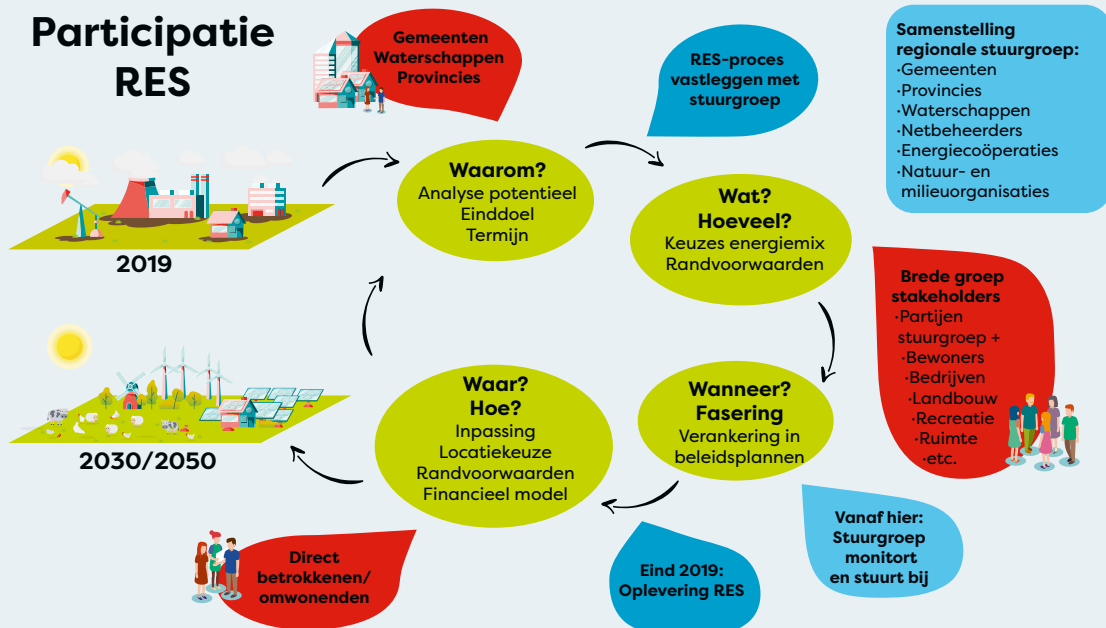 Participatie
RES
Gemeenten
Waterschappen
Provincies
RES-proces
vastleggen met
stuurgroep
Samenstelling
regionale stuurgroep:
·Gemeenten
·Provincies
·Waterschappen
·Netbeheerders
·Energiecoöperaties
·Natuur- en
milieuorganisaties
2019
Waarom?
Analyse potentieel
Einddoel
Termijn
Wat?
Hoeveel?
Keuzes energiemix
Randvoorwaarden
Brede groep
stakeholders
·Partijen
stuurgroep +
·Bewoners
·Bedrijven
·Landbouw
·Recreatie
·Ruimte
·etc.
2030/2050
Waar?
Hoe?
Inpassing
Locatiekeuze
Randvoorwaarden
Financieel model
Wanneer?
Fasering
Verankering in
beleidsplannen
Direct
betrokkenen/
omwonenden
Eind 2019:
Oplevering RES
Vanaf hier:
Stuurgroep
monitort
en stuurt bij